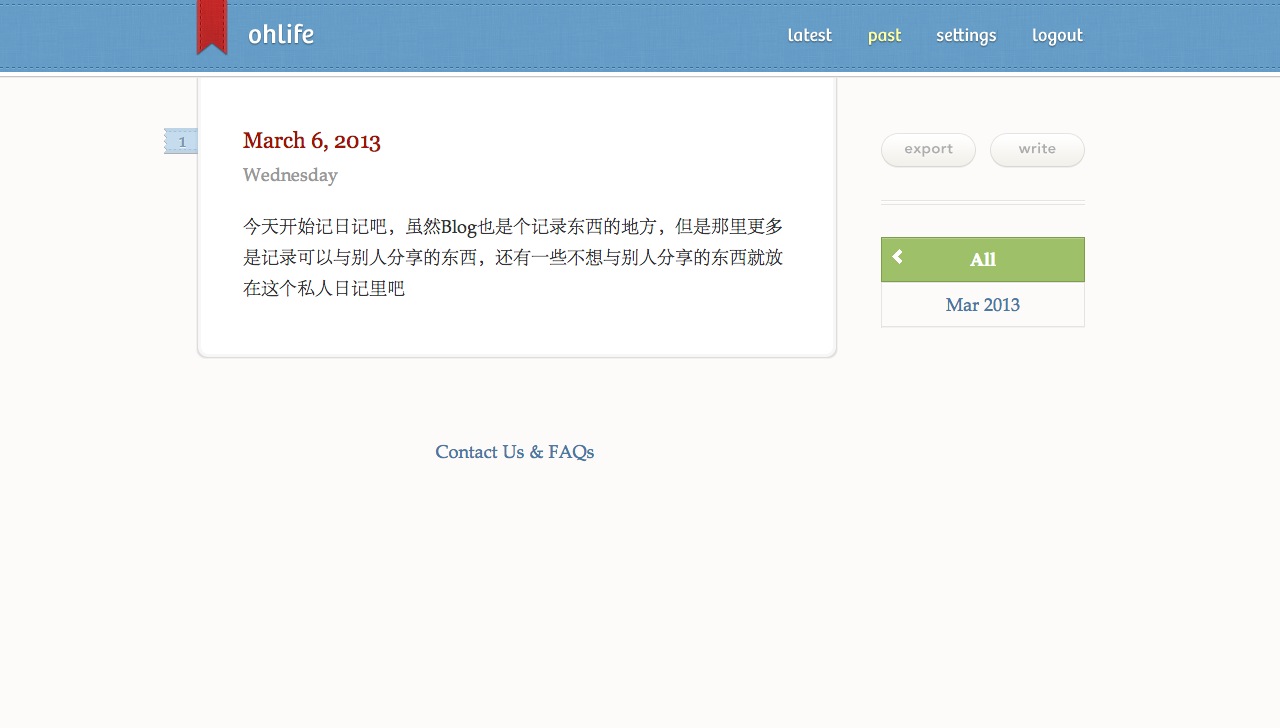 ohlife
latest past settings logout
1
March 6, 2013
Wednesday
今天开始记日记吧，虽然Blog也是个记录东西的地方，但是那里更多
是记录可以与别人分享的东西，还有一些不想与别人分享的东西就放
在这个私人日记里吧
export write
All
Mar 2013
Contact Us & FAQs